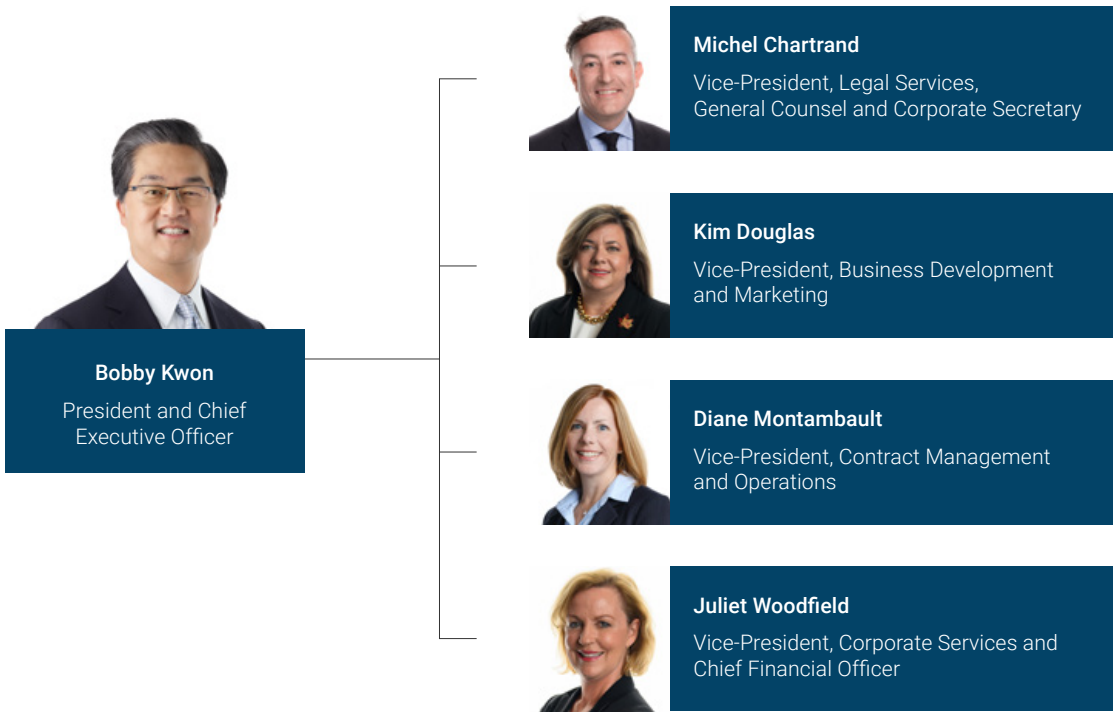 Michel Chartrand
Vice-President, Legal Services,
General Counsel and Corporate Secretary
Kim Douglas
Vice-President, Business Development
and Marketing
Bobby Kwon
President and Chief
Executive Officer
Diane Montambault
Vice-President, Contract Management
and Operations
Juliet Woodfield
Vice-President, Corporate Services and
Chief Financial Officer